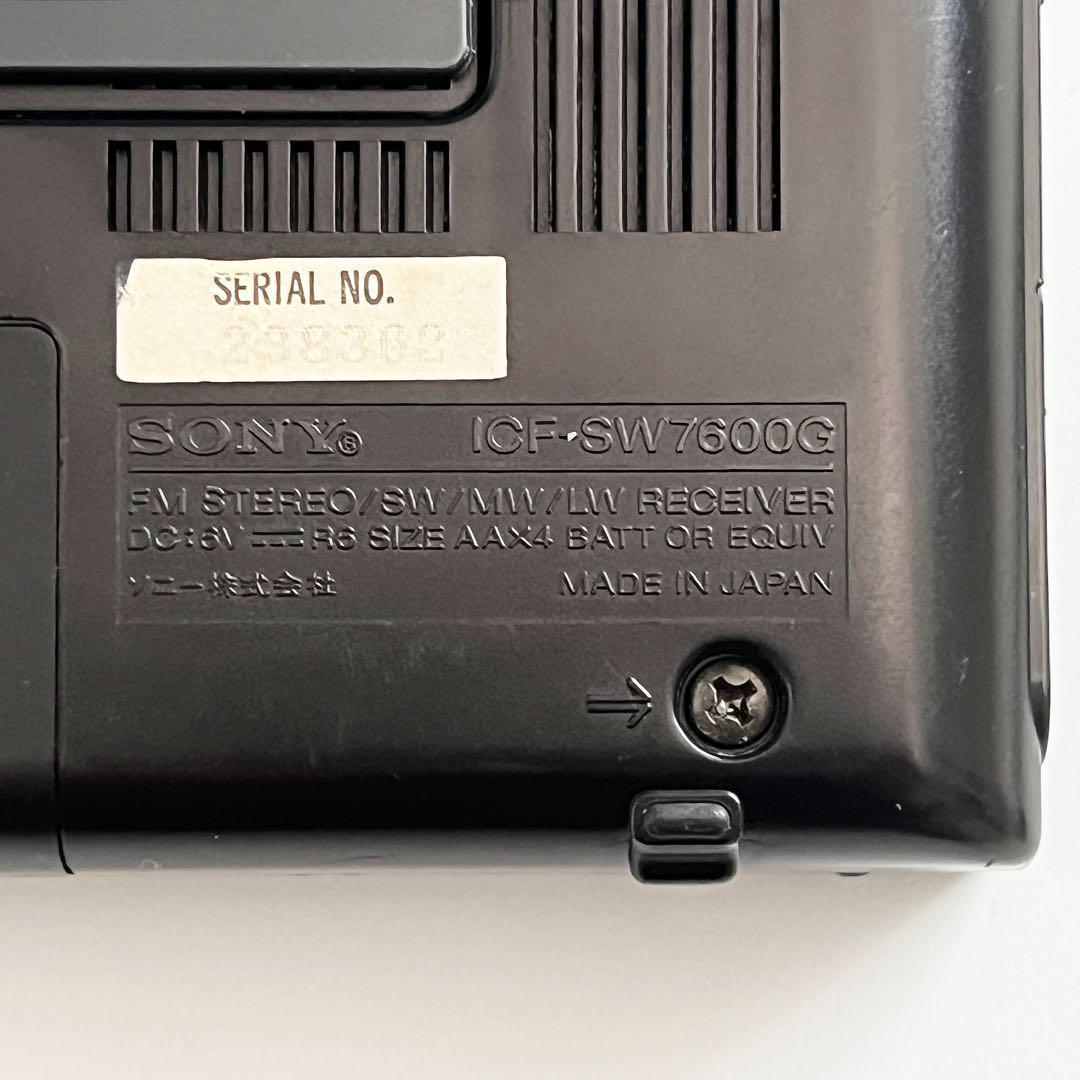 SERIAL NO.
298362
SONY® ICF-SW7600G
FM STEREO/SW/MW/LW RECEIVER
DC:6V ⎓ R6 SIZE AAX4 BATT OR EQUIV
ソニー株式会社 MADE IN JAPAN